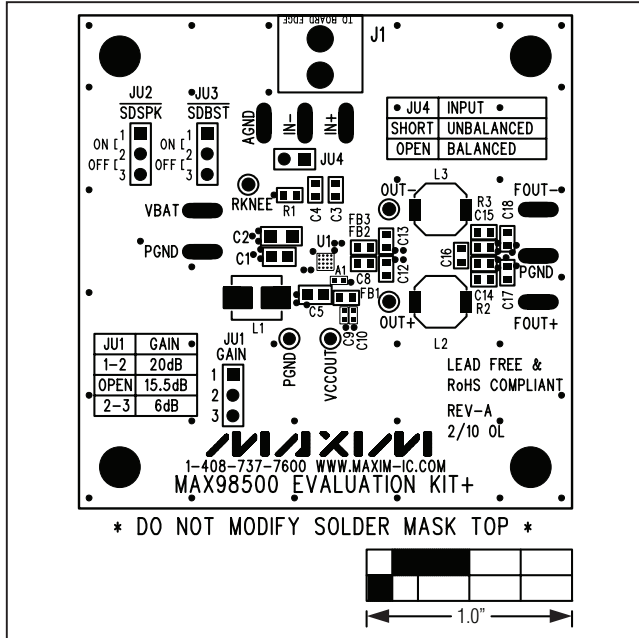 TO BOARD EDGE
J1
JU2
SDSPK
JU3
SDBST
1
ON [
2
OFF [
3
1
ON [
2
OFF [
3
AGND
IN-
IN+
JU4
JU4 INPUT
SHORT UNBALANCED
OPEN BALANCED
RKNEE
R1
C4
C3
OUT-
L3
FOUT-
VBAT
PGND
C2
C1
U1
FB3
FB2
C13
C12
C16
R3
C15
C18
PGND
A1
C8
FB1
C14
R2
C17
L1
C5
C9
C10
OUT+
L2
FOUT+
PGND
VCCOUT
JU1 GAIN
1-2 20dB
OPEN 15.5dB
2-3 6dB
JU1
GAIN
1
2
3
LEAD FREE &
RoHS COMPLIANT
REV-A
2/10 OL
MAXIM
1-408-737-7600 WWW.MAXIM-IC.COM
MAX98500 EVALUATION KIT+
* DO NOT MODIFY SOLDER MASK TOP *
1.0"